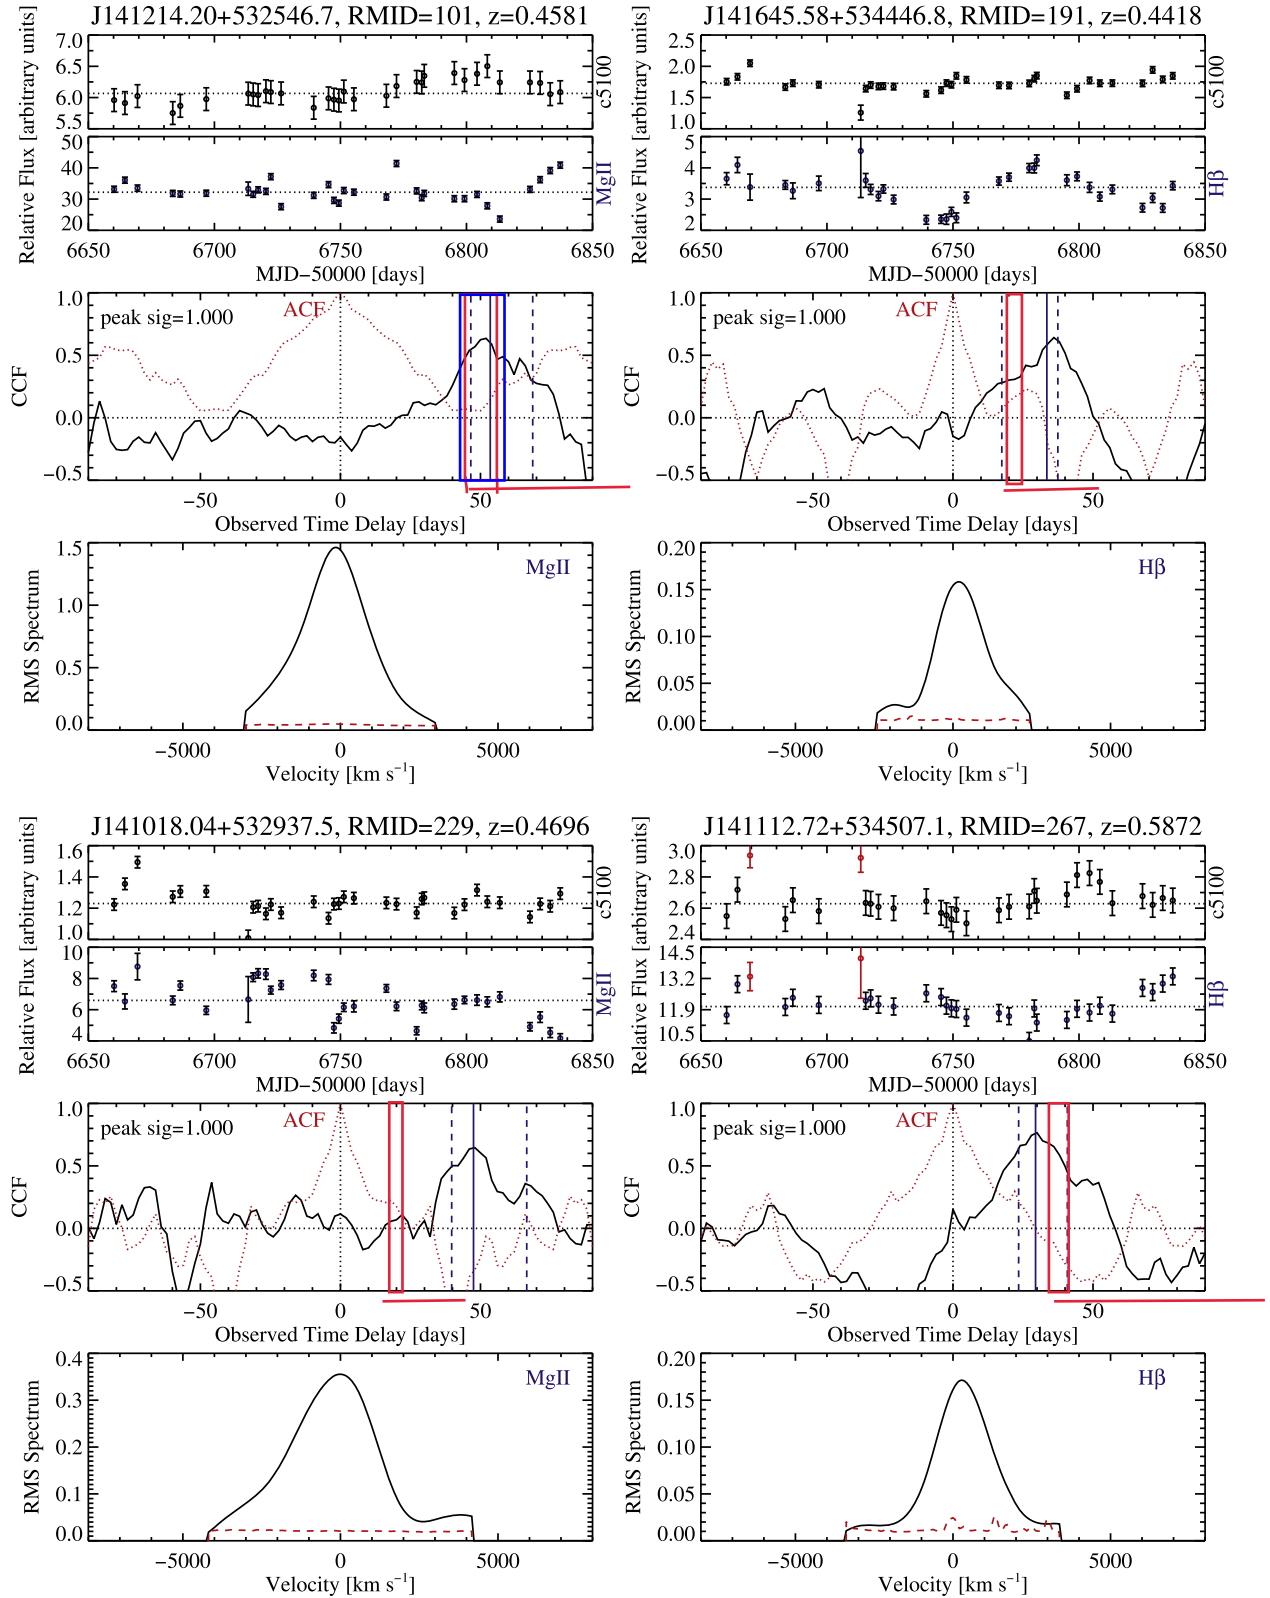 J141214.20+532546.7, RMID=101, z=0.4581
7.0
6.5
6.0
5.5
c5100
50
40
30
20
MgII
Relative Flux [arbitrary units]
6650 6700 6750 6800 6850
MJD−50000 [days]
1.0
0.5
0.0
−0.5
CCF
peak sig=1.000
ACF
−50 0 50
Observed Time Delay [days]
1.5
1.0
0.5
0.0
RMS Spectrum
MgII
−5000 0 5000
Velocity [km s⁻¹]
J141645.58+534446.8, RMID=191, z=0.4418
2.5
2.0
1.5
1.0
c5100
5
4
3
2
Hβ
Relative Flux [arbitrary units]
6650 6700 6750 6800 6850
MJD−50000 [days]
1.0
0.5
0.0
−0.5
CCF
peak sig=1.000
ACF
−50 0 50
Observed Time Delay [days]
0.20
0.15
0.10
0.05
0.00
RMS Spectrum
Hβ
−5000 0 5000
Velocity [km s⁻¹]
J141018.04+532937.5, RMID=229, z=0.4696
1.6
1.4
1.2
1.0
c5100
10
8
6
4
MgII
Relative Flux [arbitrary units]
6650 6700 6750 6800 6850
MJD−50000 [days]
1.0
0.5
0.0
−0.5
CCF
peak sig=1.000
ACF
−50 0 50
Observed Time Delay [days]
0.4
0.3
0.2
0.1
0.0
RMS Spectrum
MgII
−5000 0 5000
Velocity [km s⁻¹]
J141112.72+534507.1, RMID=267, z=0.5872
3.0
2.8
2.6
2.4
c5100
14.5
13.2
11.9
10.5
Hβ
Relative Flux [arbitrary units]
6650 6700 6750 6800 6850
MJD−50000 [days]
1.0
0.5
0.0
−0.5
CCF
peak sig=1.000
ACF
−50 0 50
Observed Time Delay [days]
0.20
0.15
0.10
0.05
0.00
RMS Spectrum
Hβ
−5000 0 5000
Velocity [km s⁻¹]